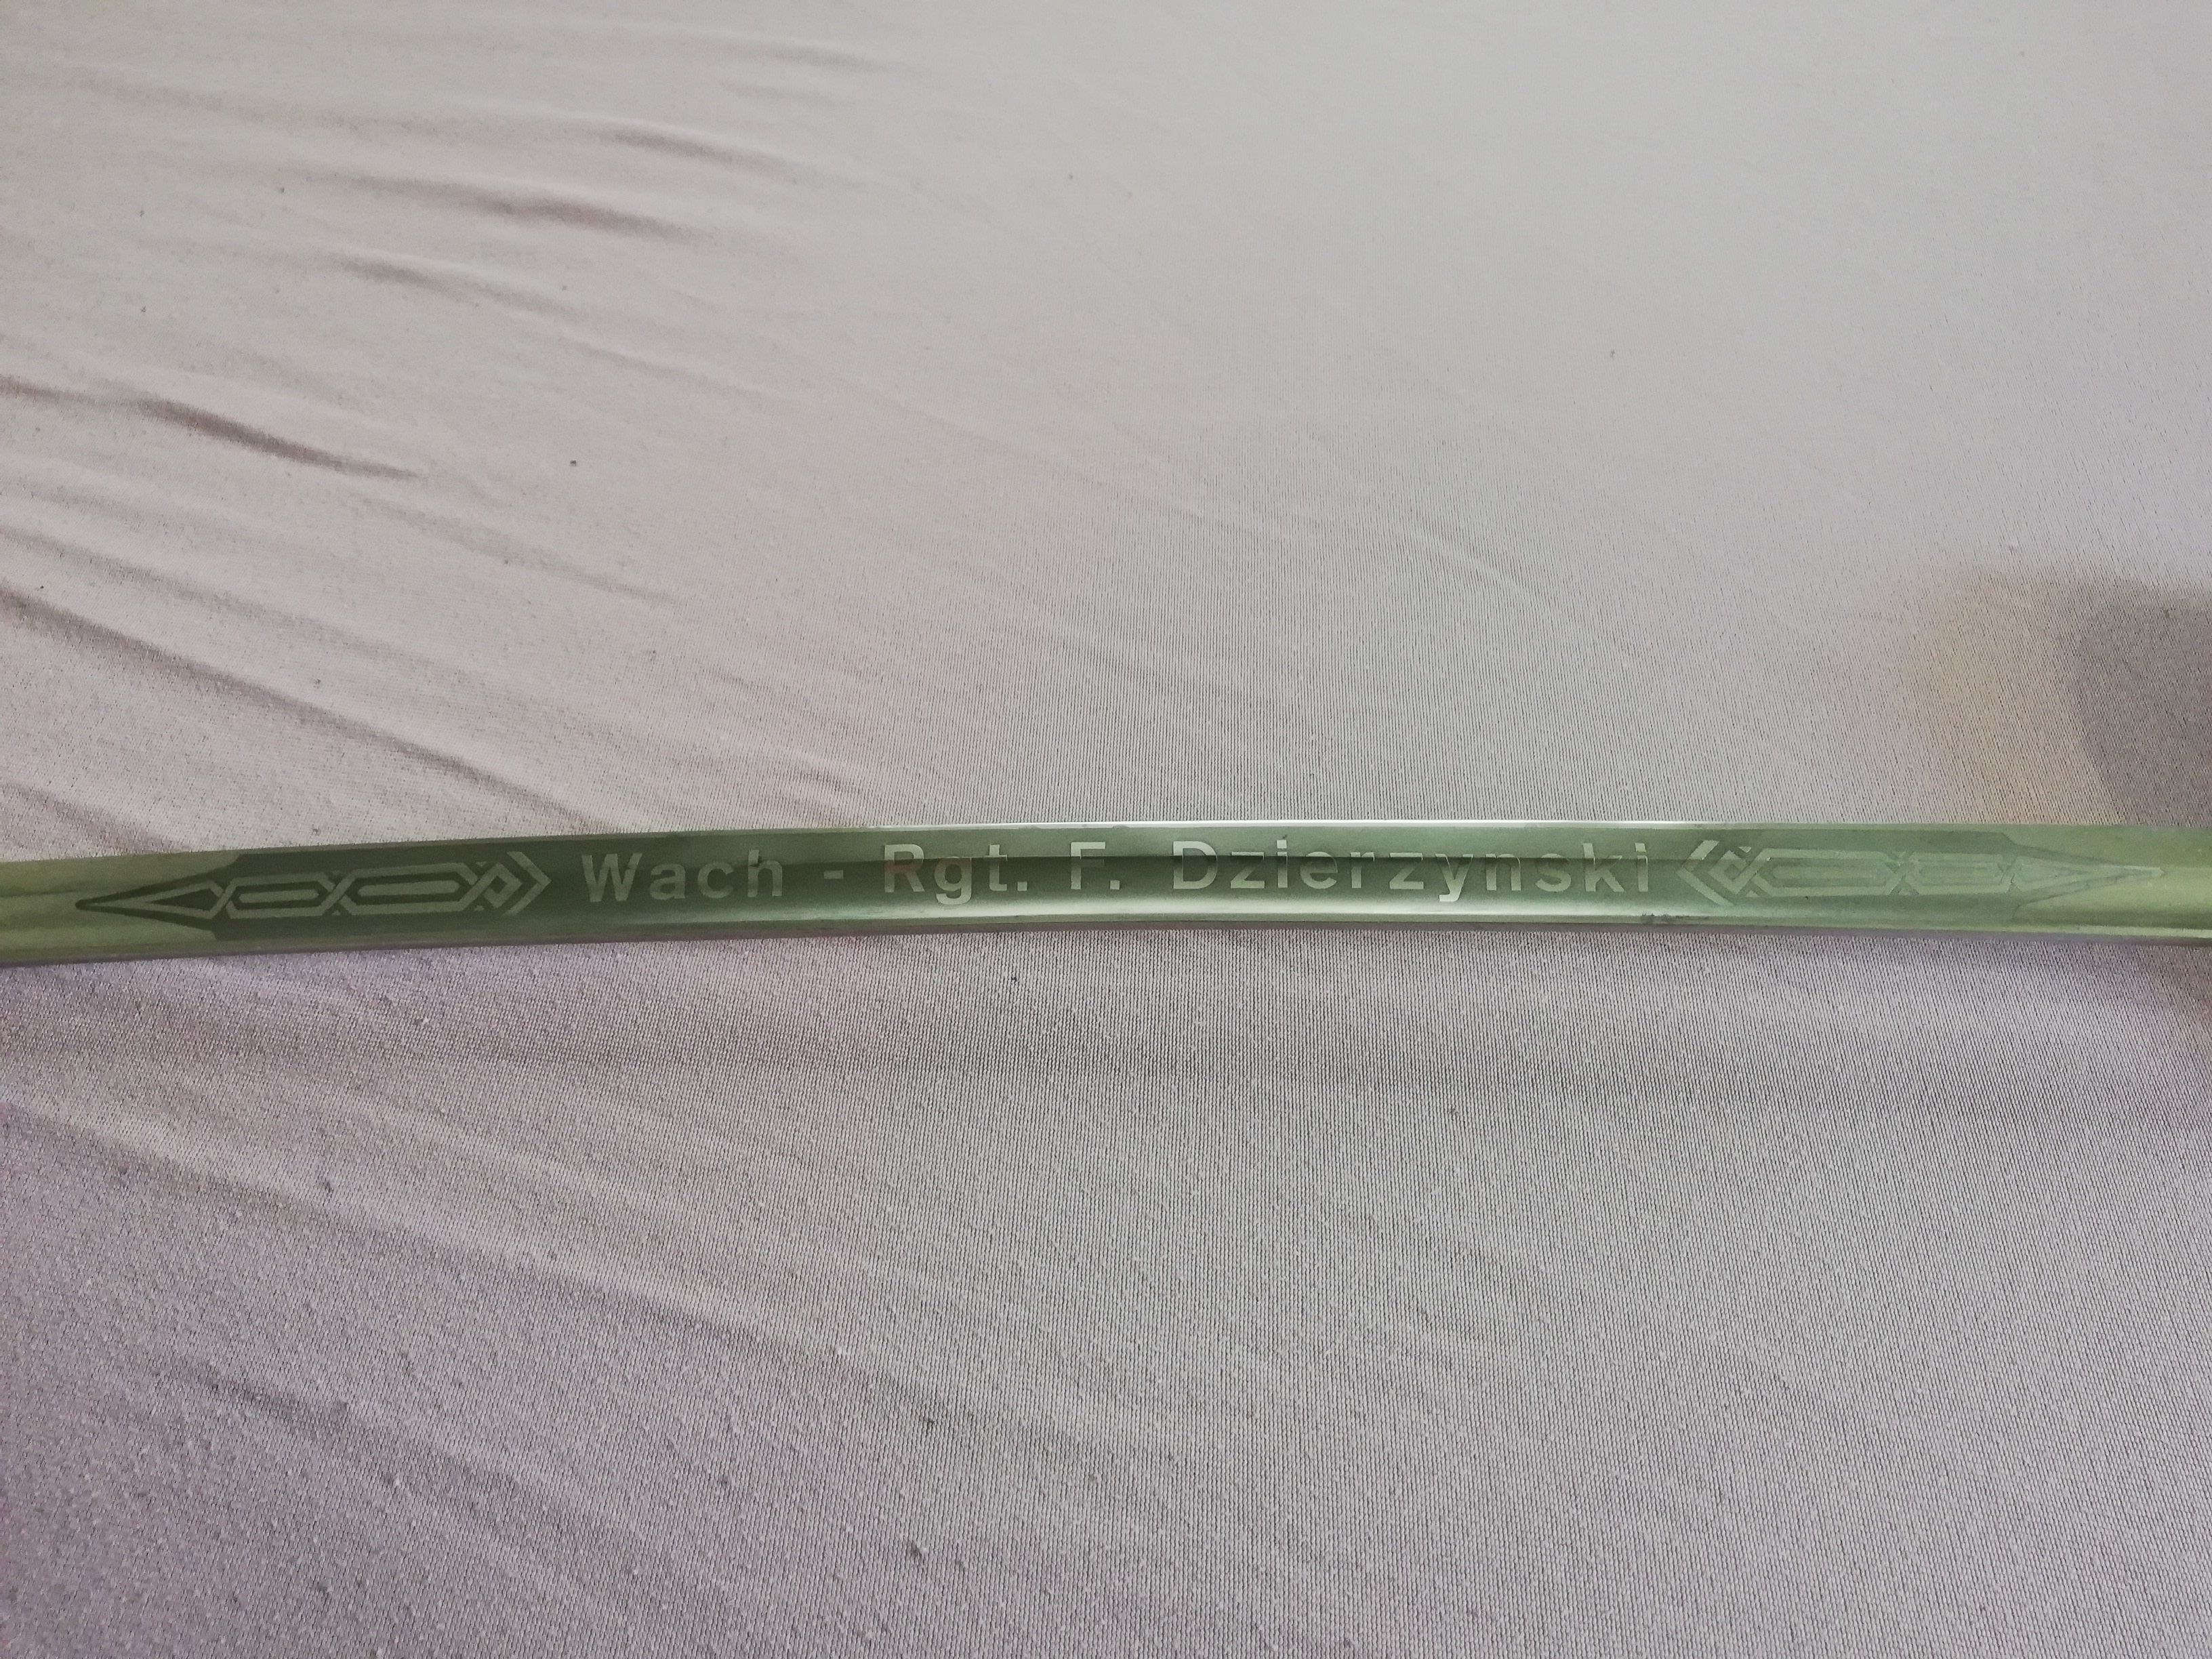 Wach - Rgt. F. Dzierzynski